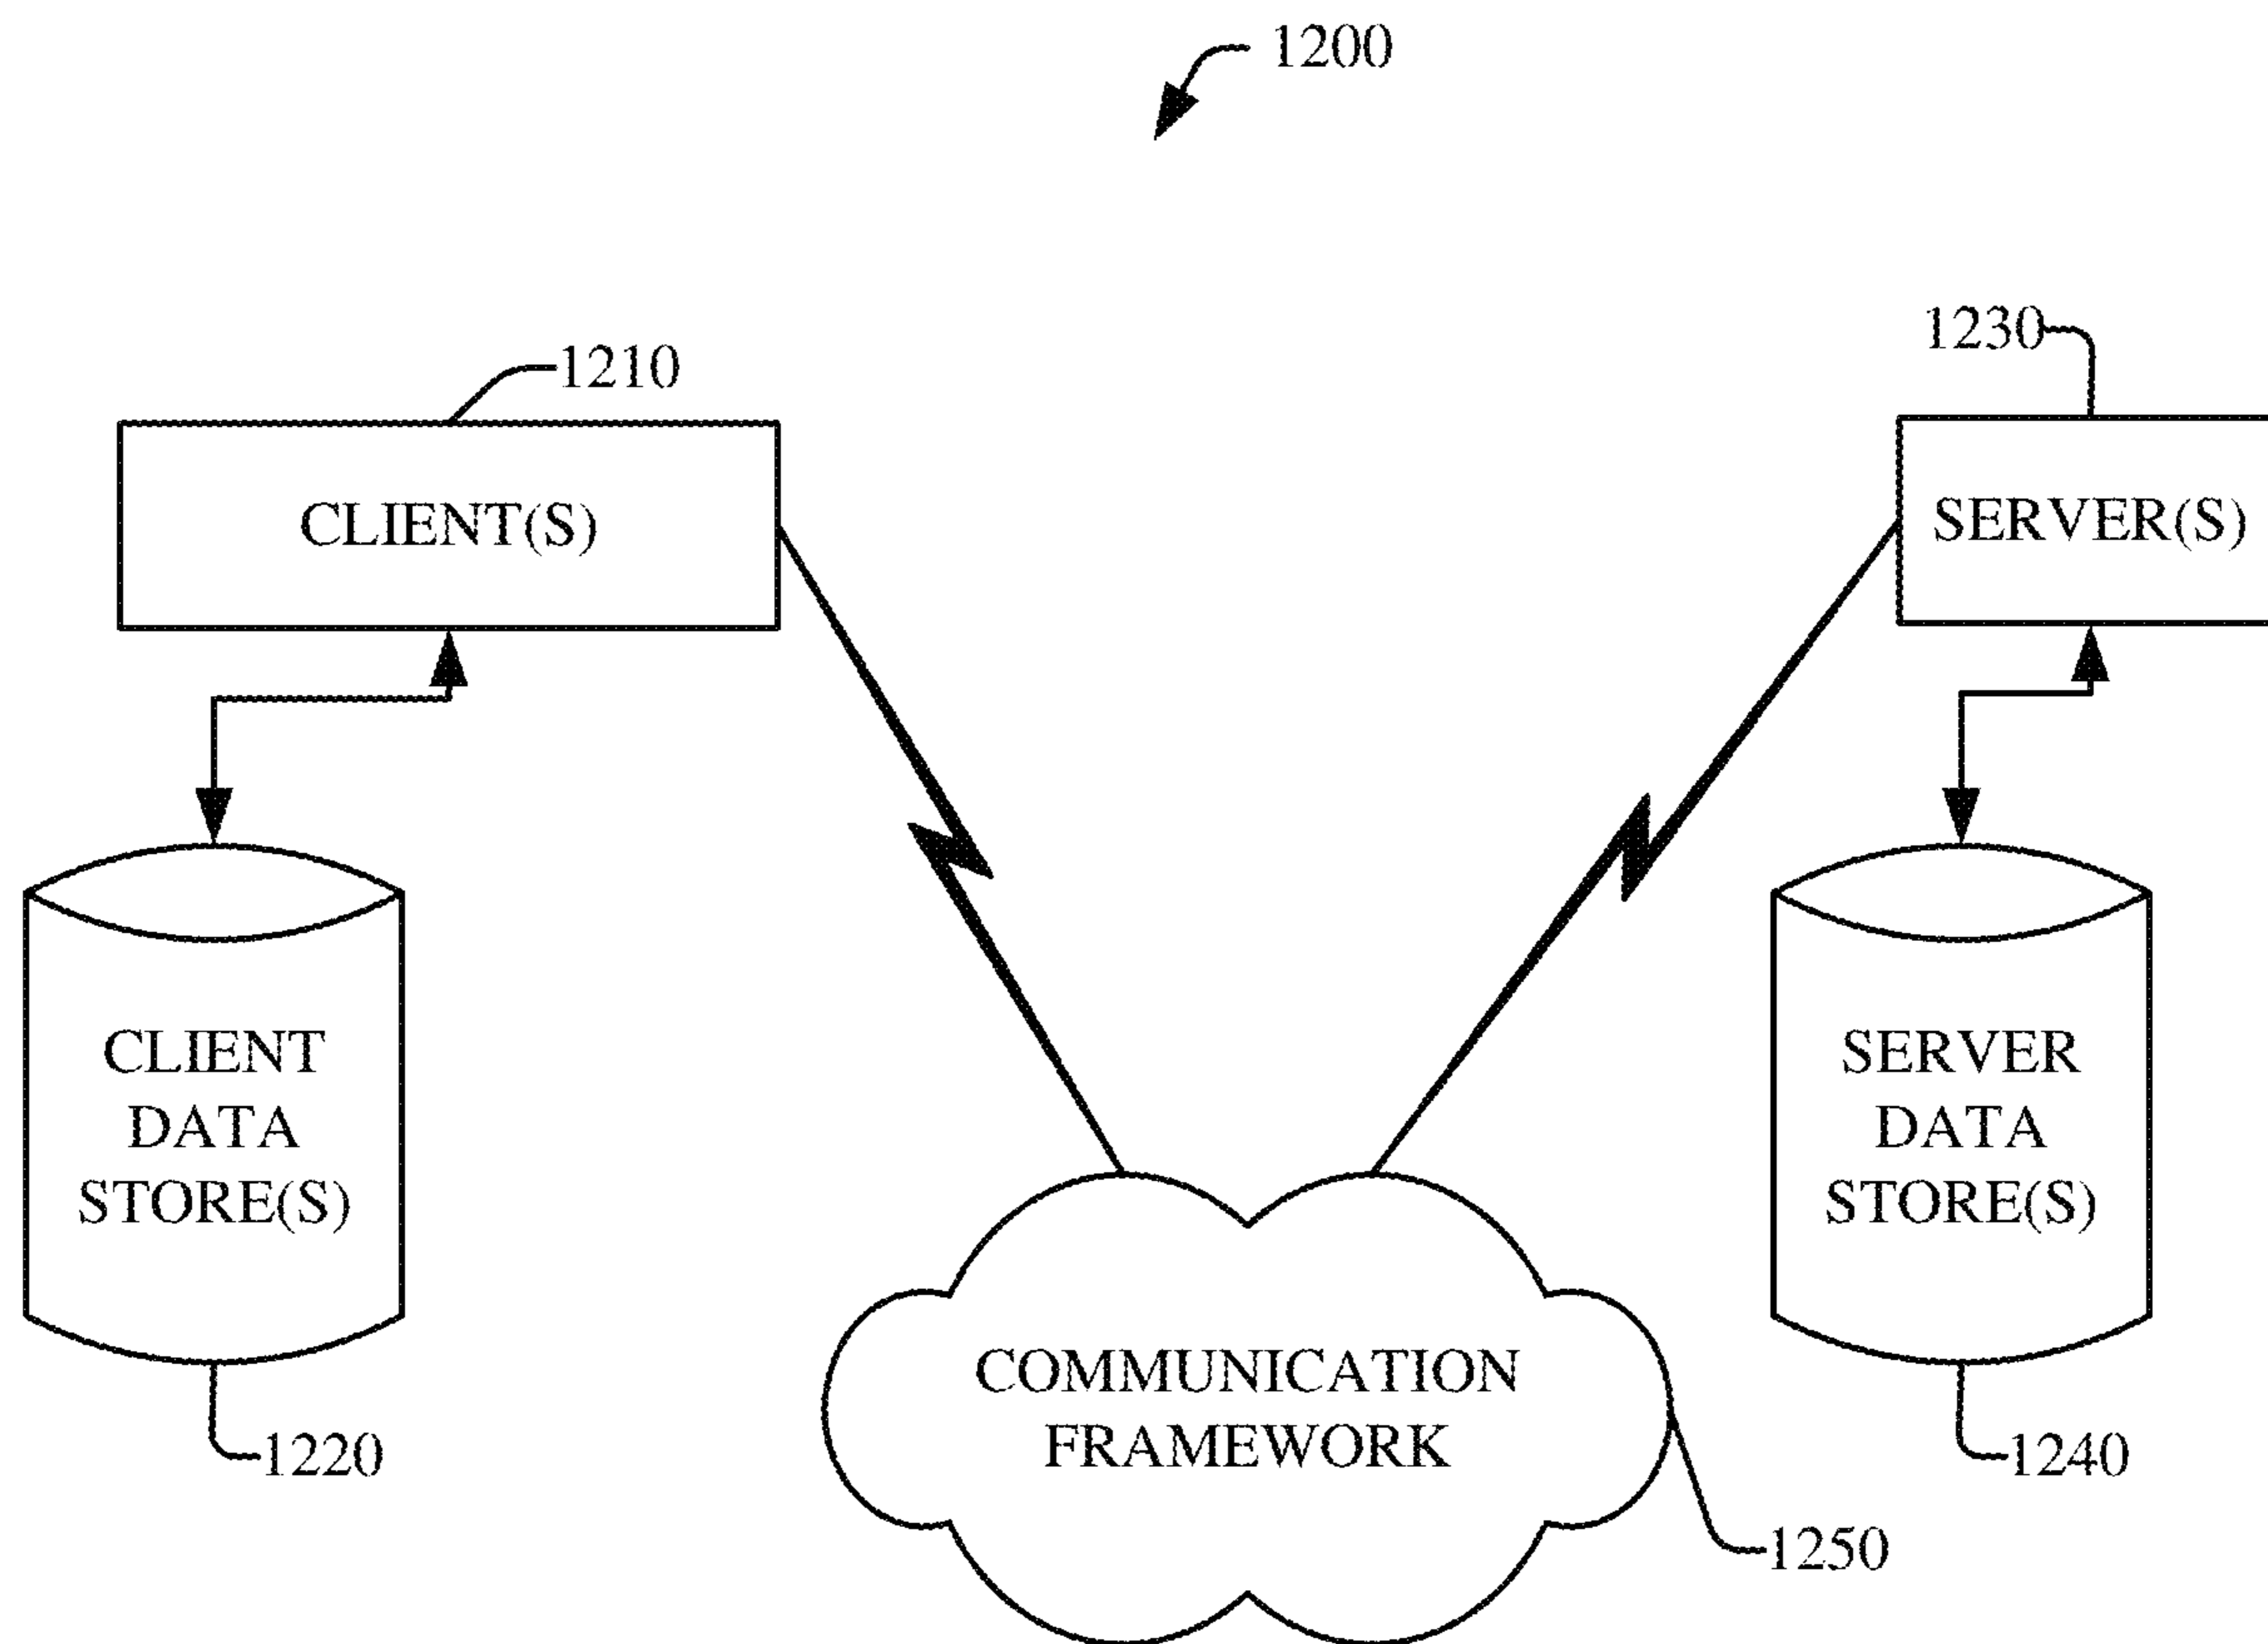 1200
1210
1230
CLIENT(S)
SERVER(S)
CLIENT
DATA
STORE(S)
SERVER
DATA
STORE(S)
COMMUNICATION
FRAMEWORK
1220
1240
1250